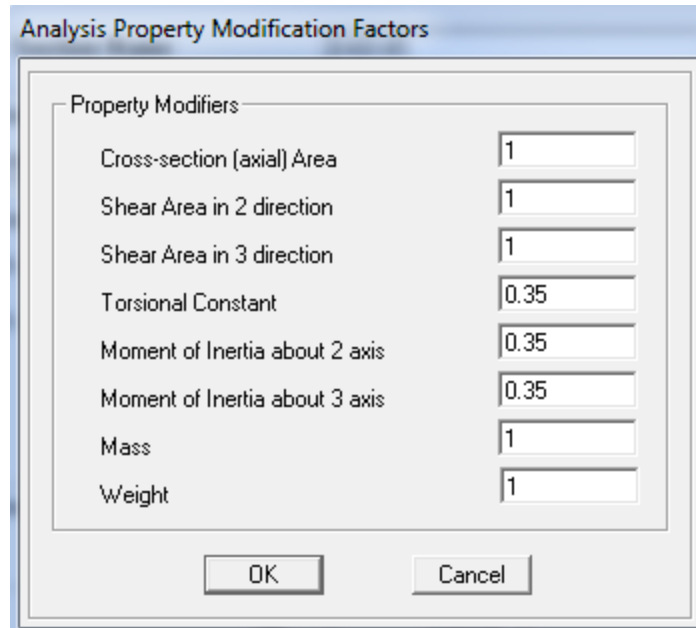 Analysis Property Modification Factors
Property Modifiers
Cross-section (axial) Area 1
Shear Area in 2 direction 1
Shear Area in 3 direction 1
Torsional Constant 0.35
Moment of Inertia about 2 axis 0.35
Moment of Inertia about 3 axis 0.35
Mass 1
Weight 1
OK Cancel